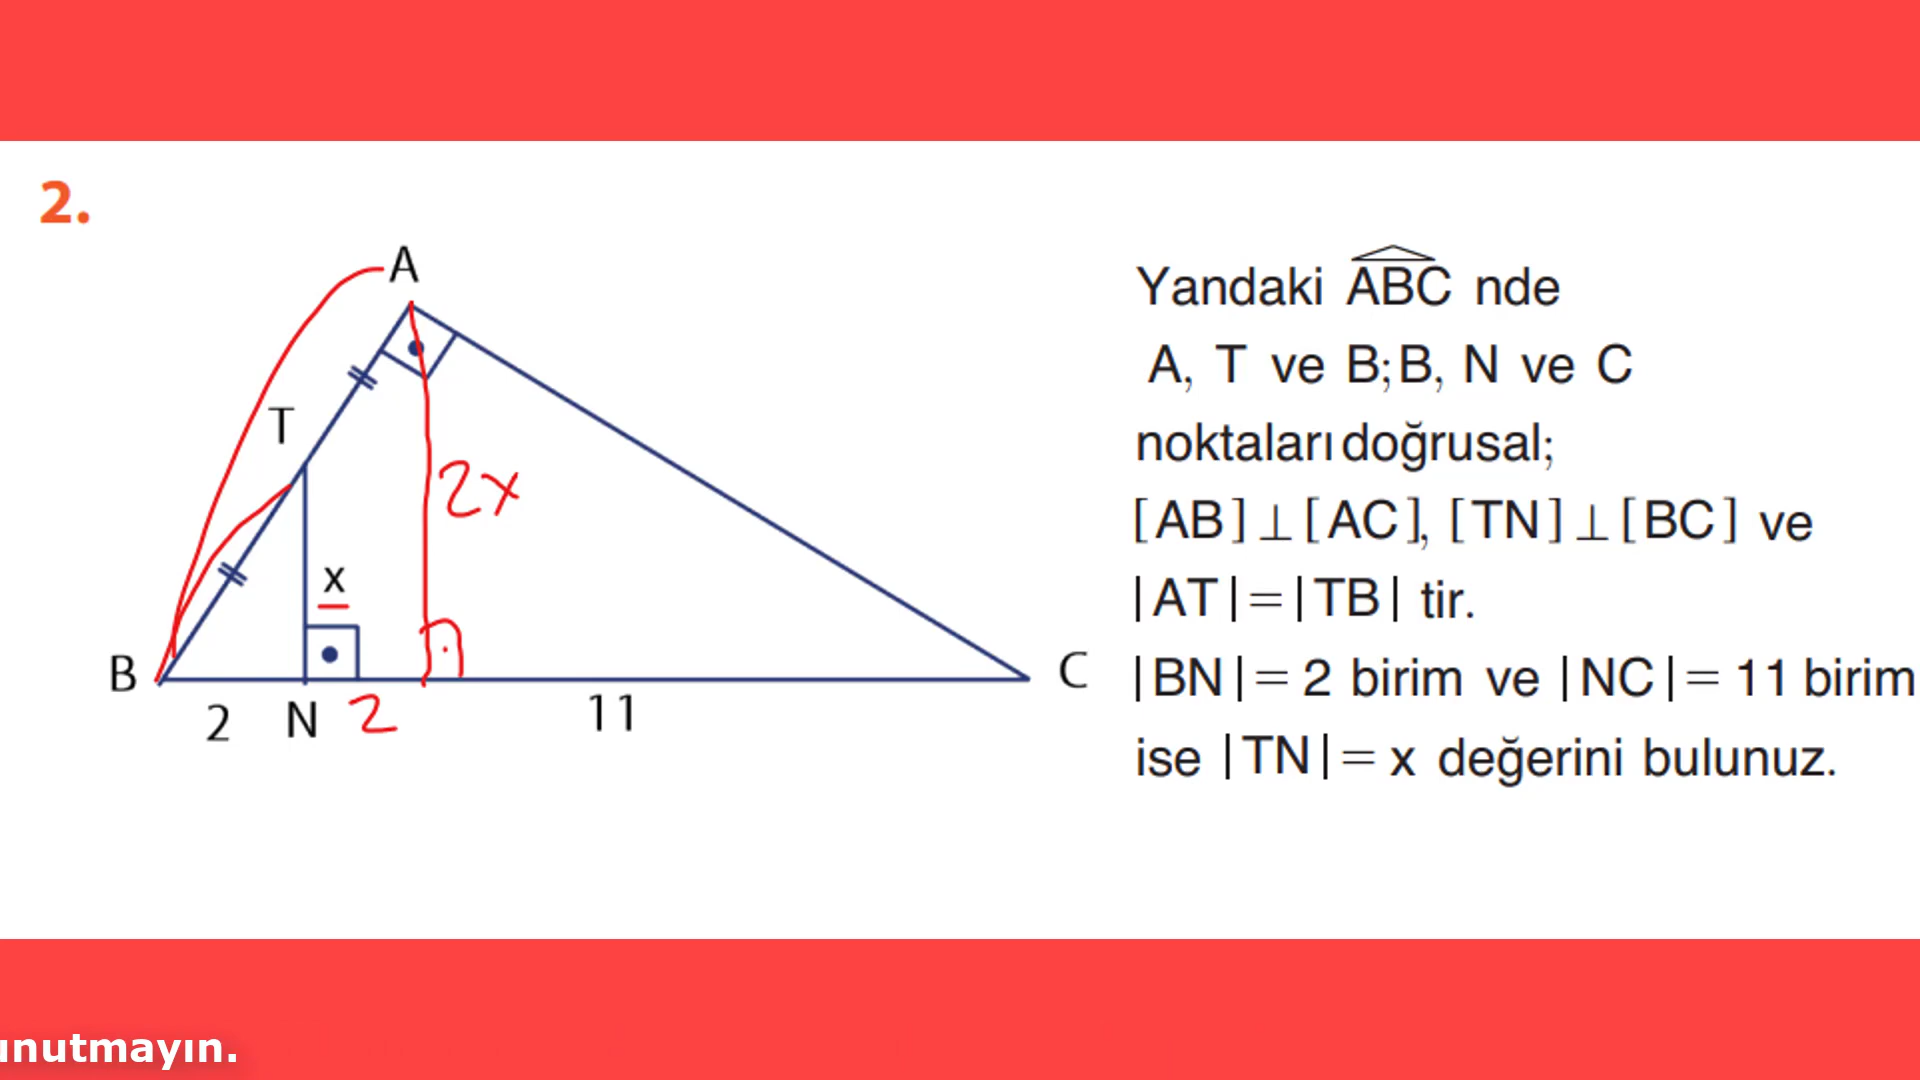 2.
A
T
2x
x
B
C
2
N
2
11
Yandaki ABC nde
A, T ve B; B, N ve C
noktaları doğrusal;
[AB]⊥[AC], [TN]⊥[BC] ve
|AT|=|TB| tir.
|BN|= 2 birim ve |NC|= 11 birim
ise |TN|= x değerini bulunuz.
unutmayın.